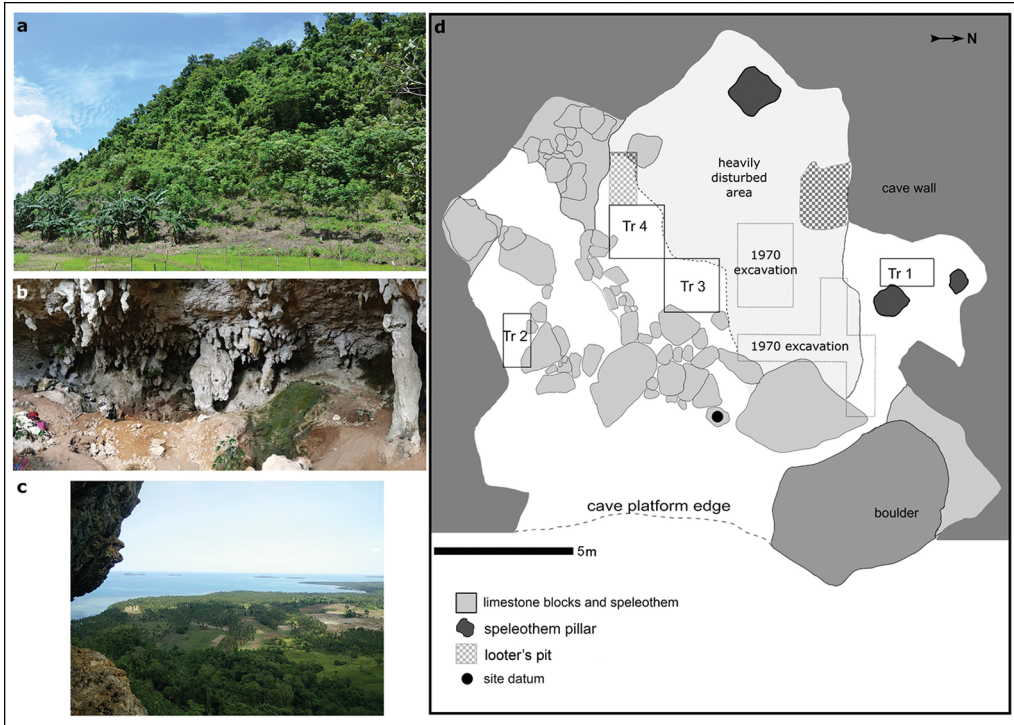 a
b
c
d
N
heavily
disturbed
area
cave wall
Tr 4
1970
excavation
Tr 1
Tr 3
Tr 2
1970 excavation
cave platform edge
boulder
5m
limestone blocks and speleothem
speleothem pillar
looter's pit
site datum